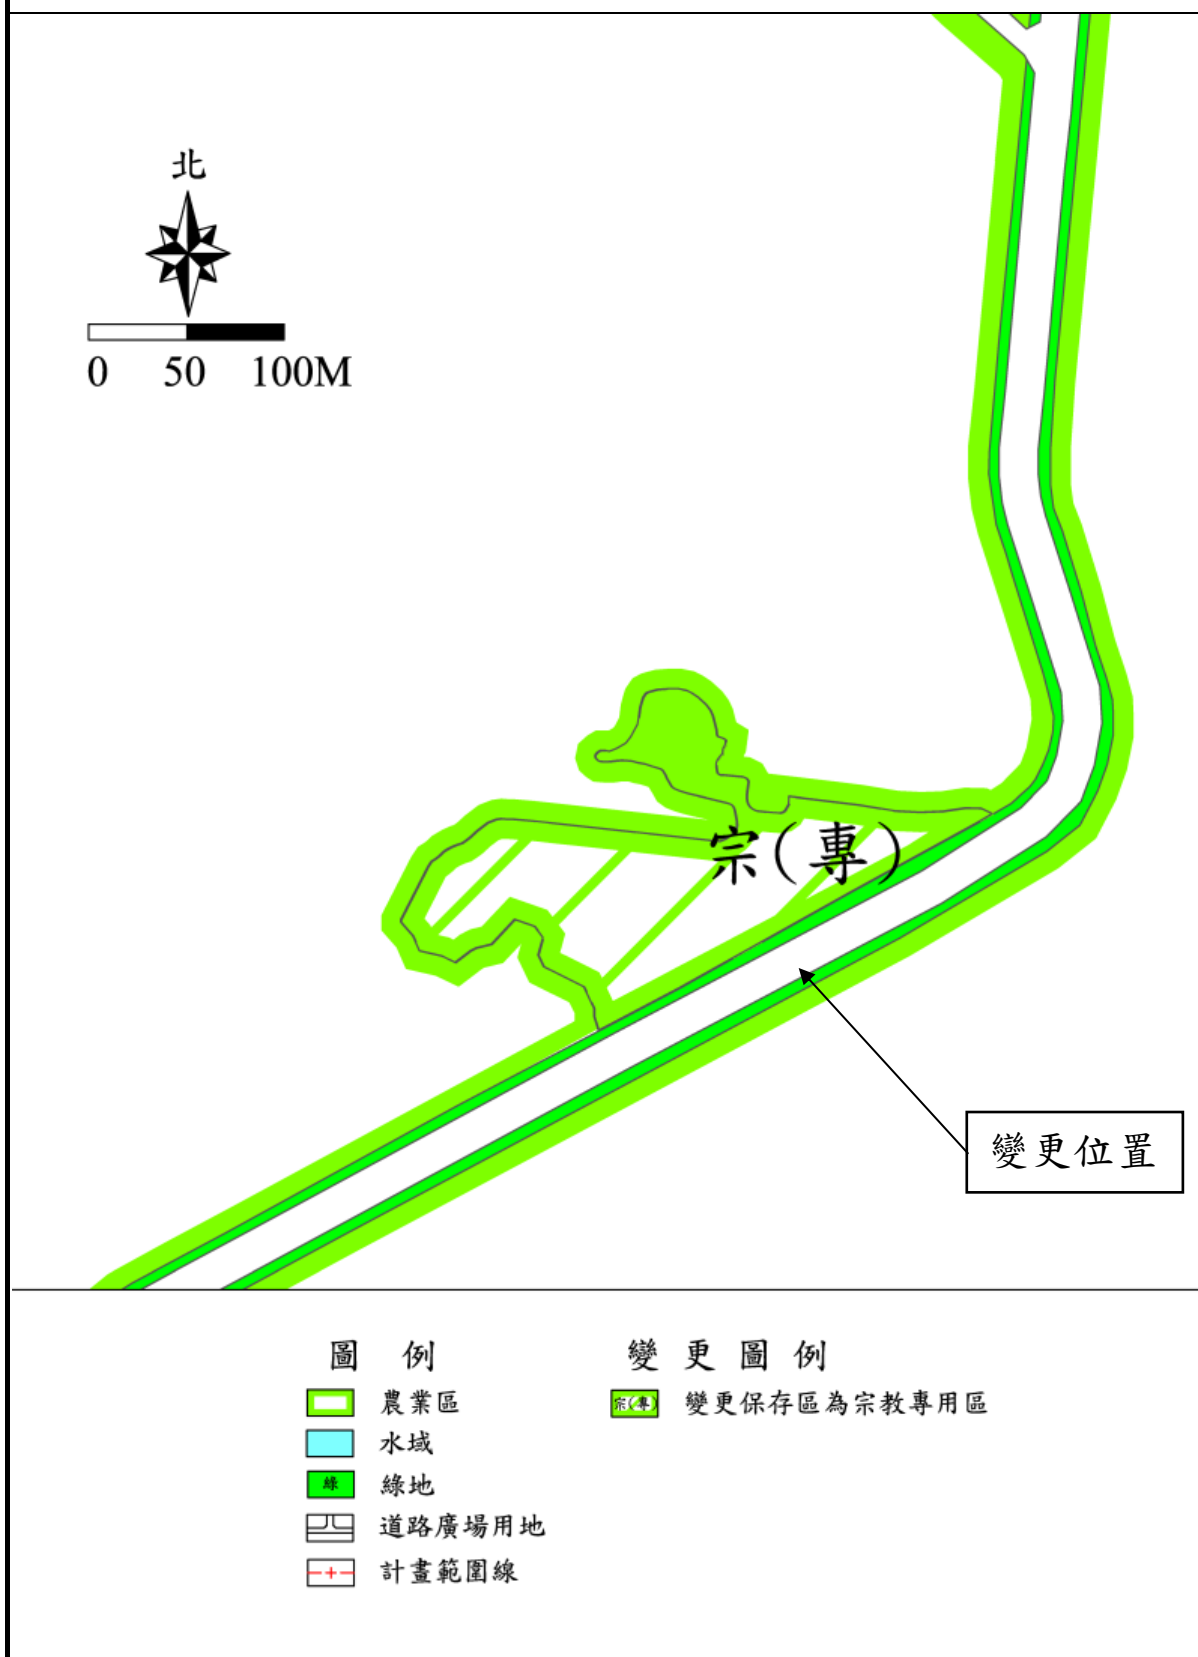 北
0 50 100M
宗(專)
變更位置
圖例 變更圖例
農業區 宗(專) 變更保存區為宗教專用區
水域
綠 綠地
道路廣場用地
計畫範圍線